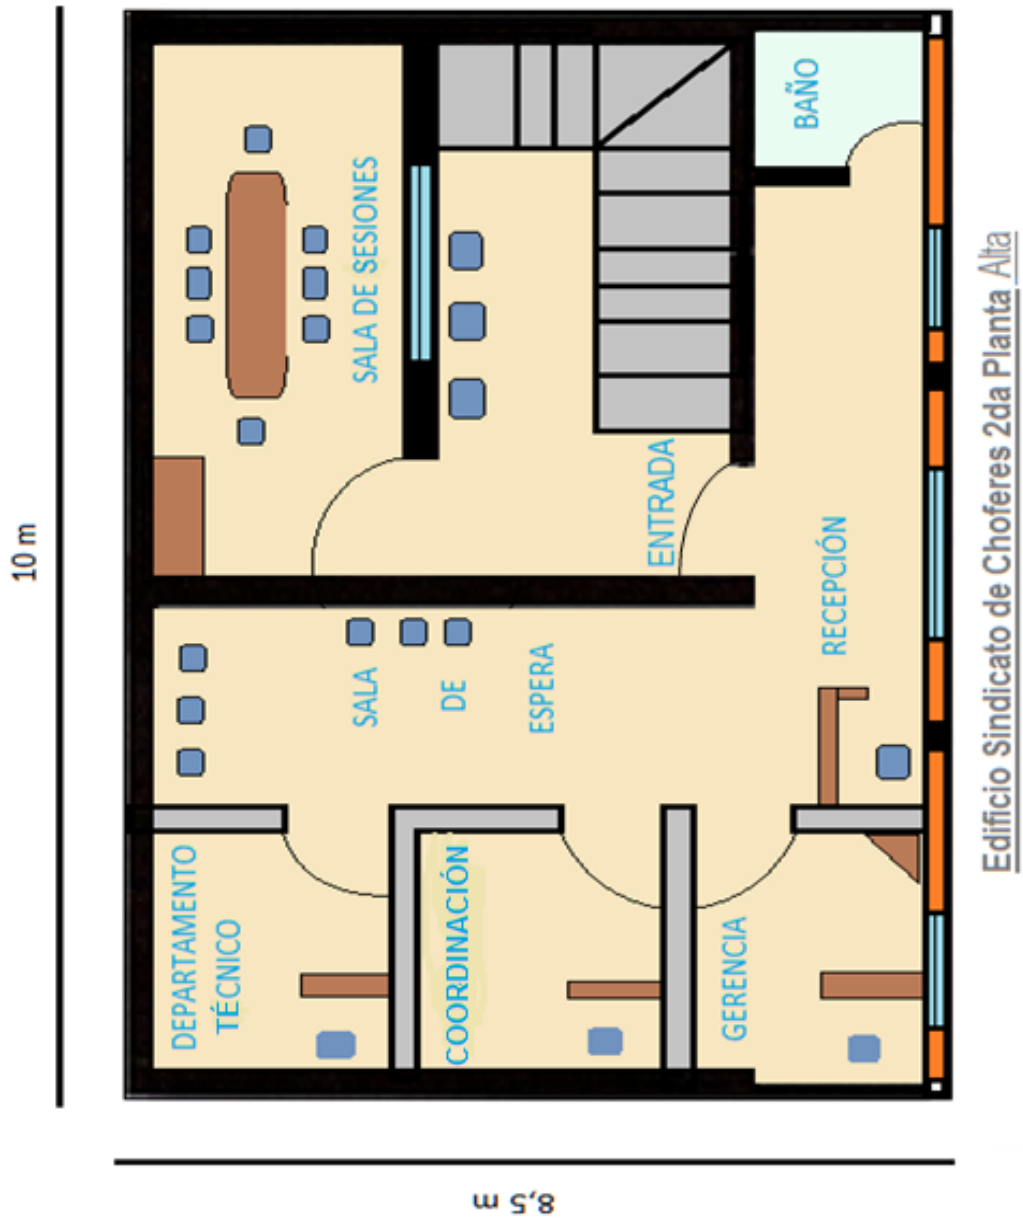 10 m
SALA DE SESIONES
BAÑO
ENTRADA
RECEPCIÓN
SALA
DE
ESPERA
DEPARTAMENTO
TÉCNICO
COORDINACIÓN
GERENCIA
8,5 m
Edificio Sindicato de Choferes 2da Planta Alta